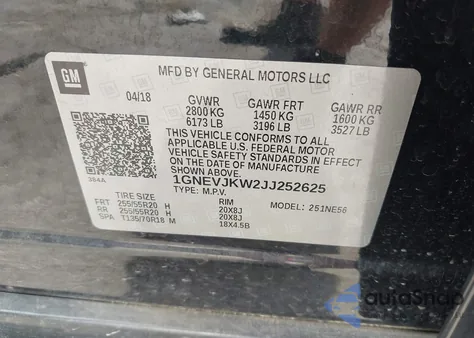 GM
MFD BY GENERAL MOTORS LLC
04/18 GVWR GAWR FRT GAWR RR
2800 KG 1450 KG 1600 KG
6173 LB 3196 LB 3527 LB
THIS VEHICLE CONFORMS TO ALL
APPLICABLE U.S. FEDERAL MOTOR
VEHICLE SAFETY STANDARDS IN EFFECT
ON THE DATE OF MANUFACTURE SHOWN ABOVE.
384A 1GNEVJKW2JJ252625
TYPE: M.P.V. MODEL: 251NE56
TIRE SIZE RIM
FRT 255/55R20 H 20X8J
RR 255/55R20 H 20X8J
SPA T135/70R18 M 18X4.5B
autoSnap